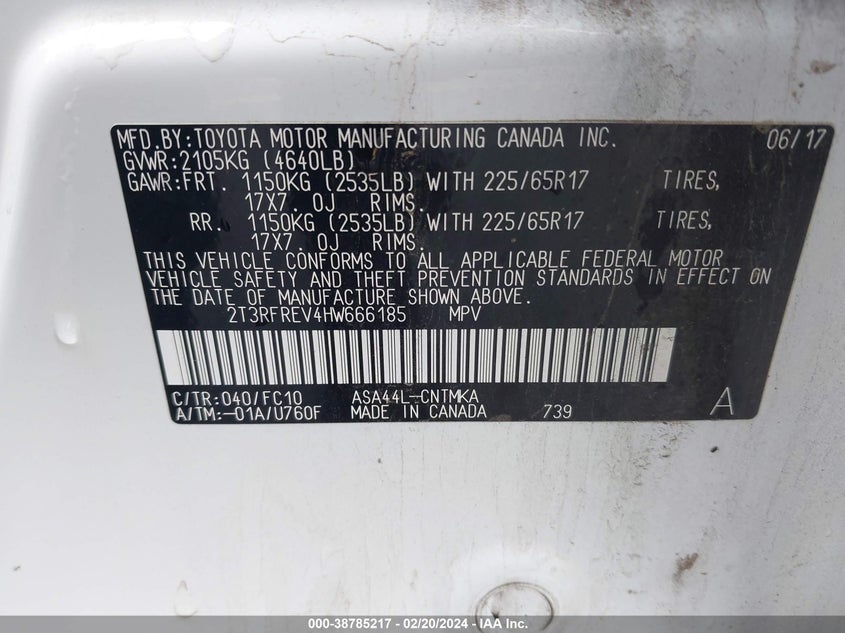 MFD.BY:TOYOTA MOTOR MANUFACTURING CANADA INC. 06/17
GVWR:2105KG (4640LB)
GAWR:FRT. 1150KG (2535LB) WITH 225/65R17 TIRES,
17X7.0J RIMS.
RR. 1150KG (2535LB) WITH 225/65R17 TIRES,
17X7.0J RIMS.
THIS VEHICLE CONFORMS TO ALL APPLICABLE FEDERAL MOTOR
VEHICLE SAFETY AND THEFT PREVENTION STANDARDS IN EFFECT ON
THE DATE OF MANUFACTURE SHOWN ABOVE.
2T3RFREV4HW666185 MPV
C/TR:040/FC10 ASA44L-CNTMKA
A/TM:-01A/U760F MADE IN CANADA 739 A
000-38785217 - 02/20/2024 - IAA Inc.